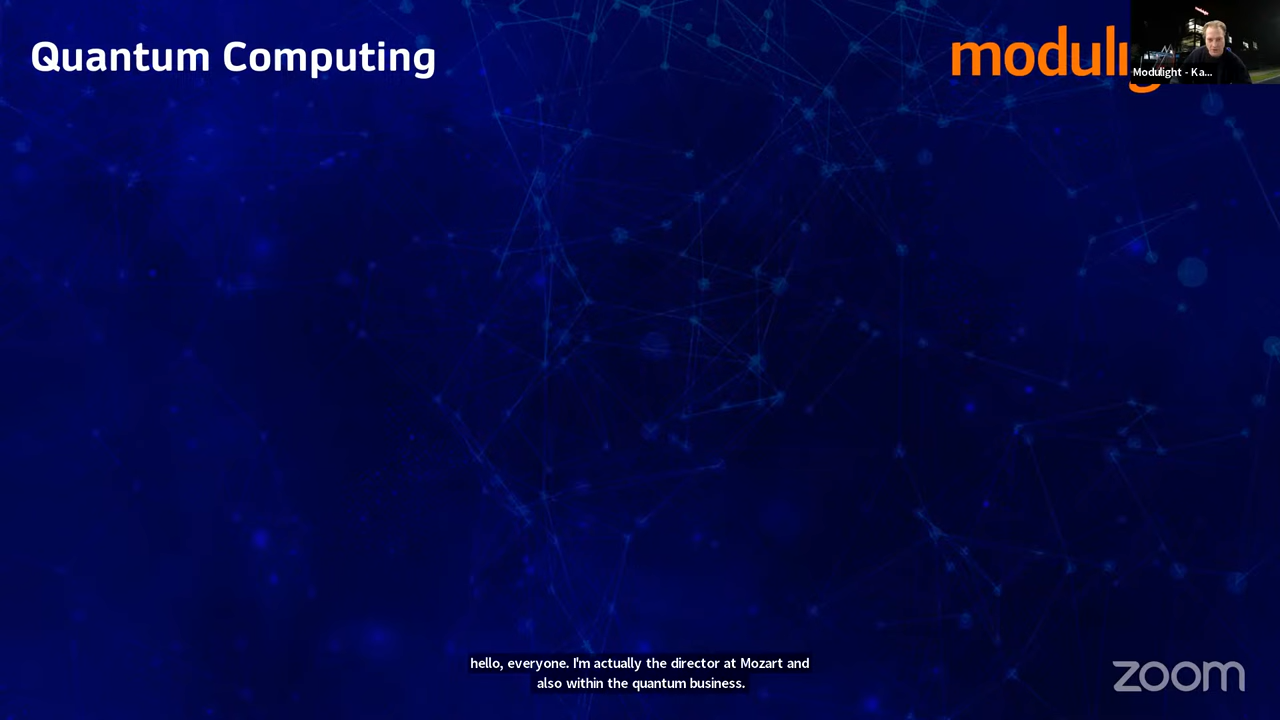 Quantum Computing
modulig
Modulight - Ka...
hello, everyone. I'm actually the director at Mozart and
also within the quantum business.
zoom